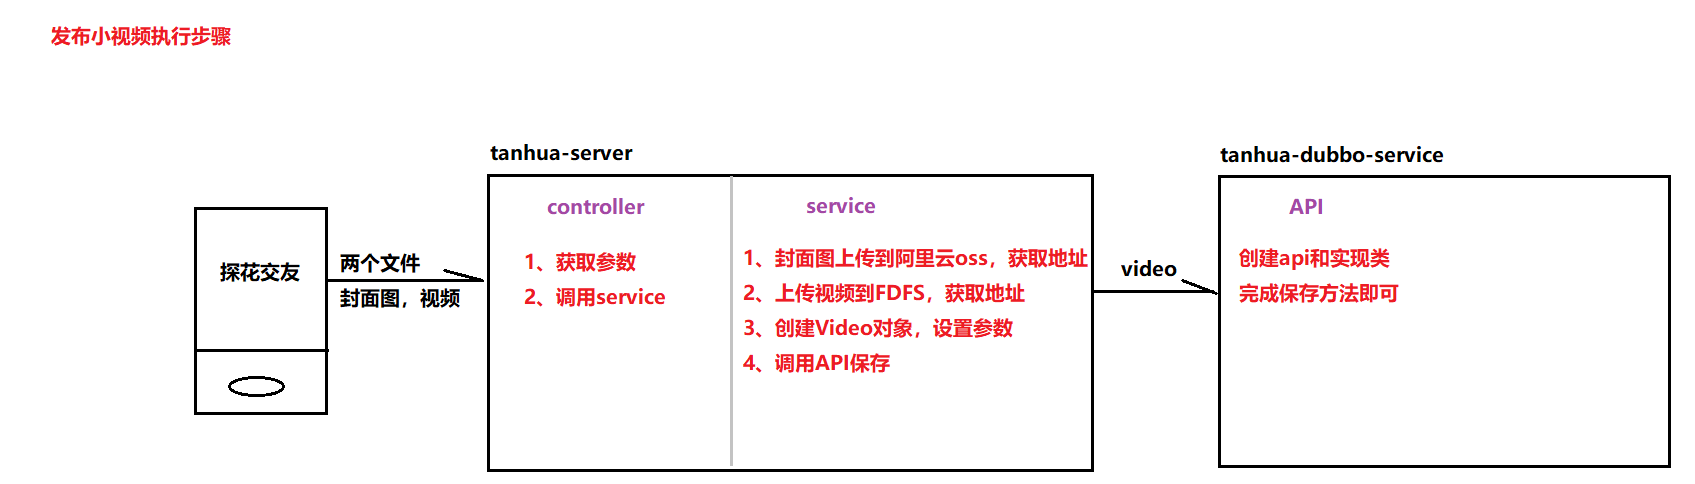 发布小视频执行步骤
探花交友
两个文件
封面图，视频
tanhua-server
controller
1、获取参数
2、调用service
service
1、封面图上传到阿里云oss，获取地址
2、上传视频到FDFS，获取地址
3、创建Video对象，设置参数
4、调用API保存
video
tanhua-dubbo-service
API
创建api和实现类
完成保存方法即可